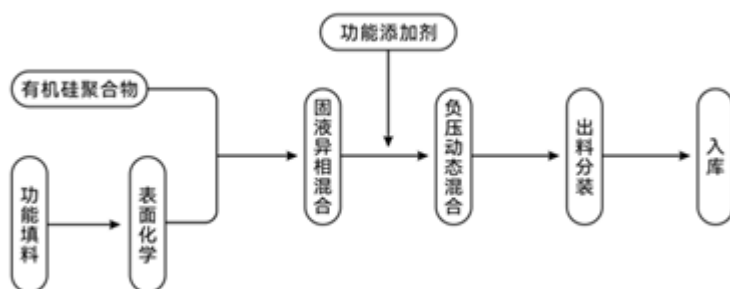 功能添加剂
有机硅聚合物
功能填料
表面化学
固液异相混合
负压动态混合
出料分装
入库